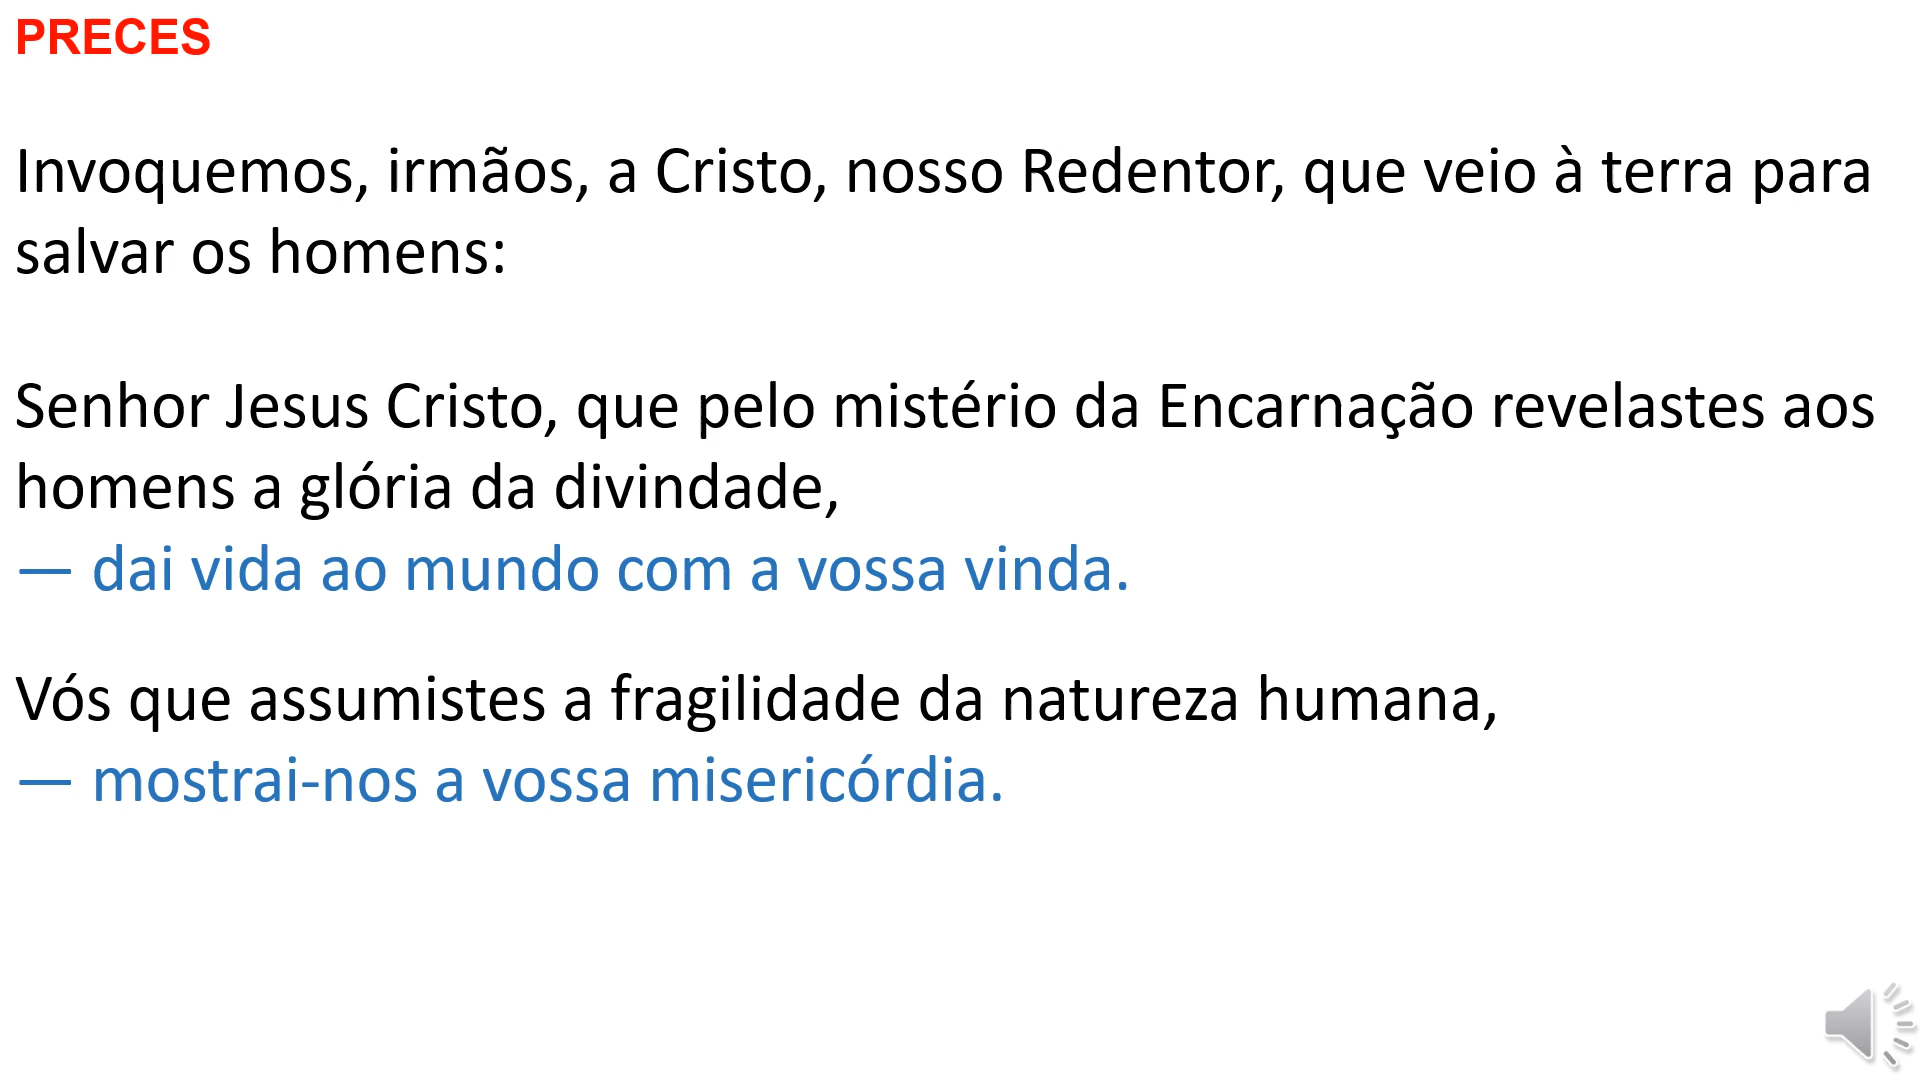 PRECES
Invoquemos, irmãos, a Cristo, nosso Redentor, que veio à terra para
salvar os homens:
Senhor Jesus Cristo, que pelo mistério da Encarnação revelastes aos
homens a glória da divindade,
— dai vida ao mundo com a vossa vinda.
Vós que assumistes a fragilidade da natureza humana,
— mostrai-nos a vossa misericórdia.